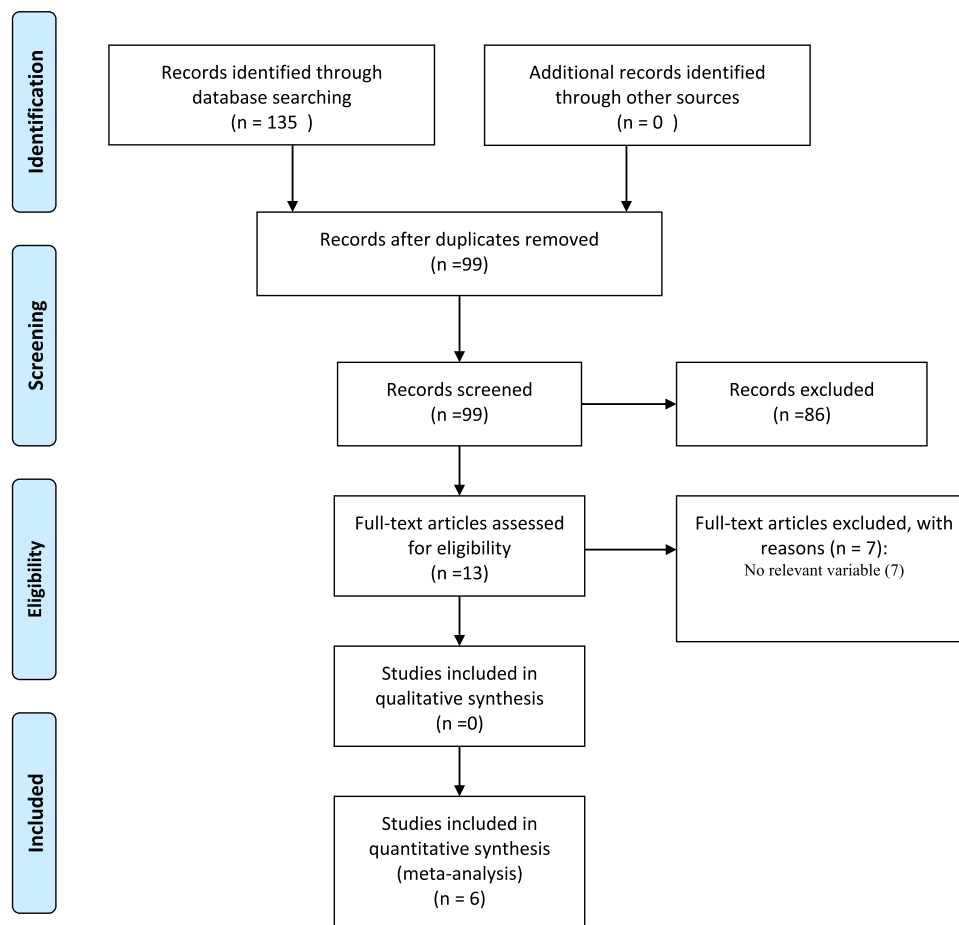 Identification
Records identified through
database searching
(n = 135  )
Additional records identified
through other sources
(n = 0  )
Records after duplicates removed
(n =99)
Screening
Records screened
(n =99)
Records excluded
(n =86)
Eligibility
Full-text articles assessed
for eligibility
(n =13)
Full-text articles excluded, with
reasons (n = 7):
No relevant variable (7)
Studies included in
qualitative synthesis
(n =0)
Included
Studies included in
quantitative synthesis
(meta-analysis)
(n = 6)